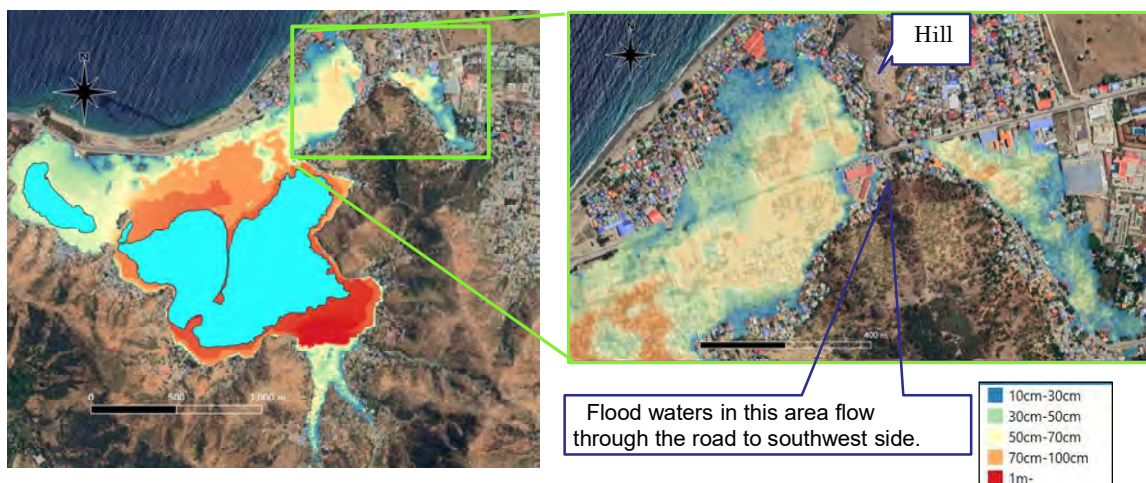 N
0 500 1,000 m
N
Hill
400 m
Flood waters in this area flow
through the road to southwest side.
10cm-30cm
30cm-50cm
50cm-70cm
70cm-100cm
1m-